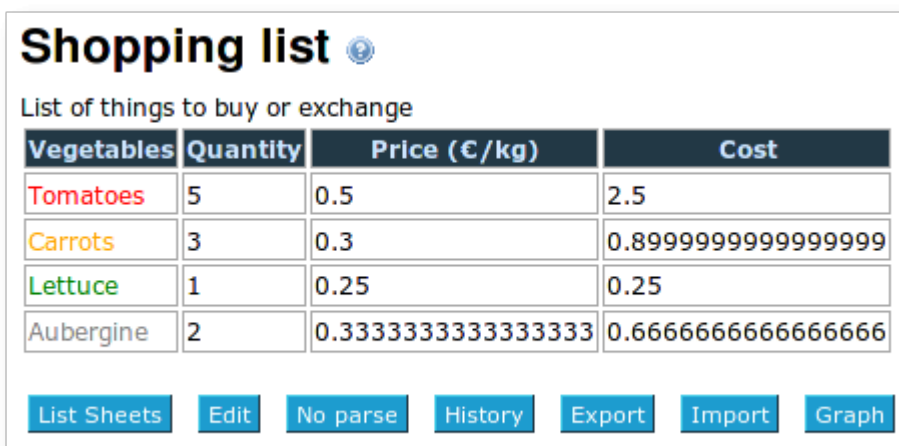 Shopping list
List of things to buy or exchange
Vegetables Quantity Price (€/kg) Cost
Tomatoes 5 0.5 2.5
Carrots 3 0.3 0.8999999999999999
Lettuce 1 0.25 0.25
Aubergine 2 0.3333333333333333 0.6666666666666666
List Sheets Edit No parse History Export Import Graph